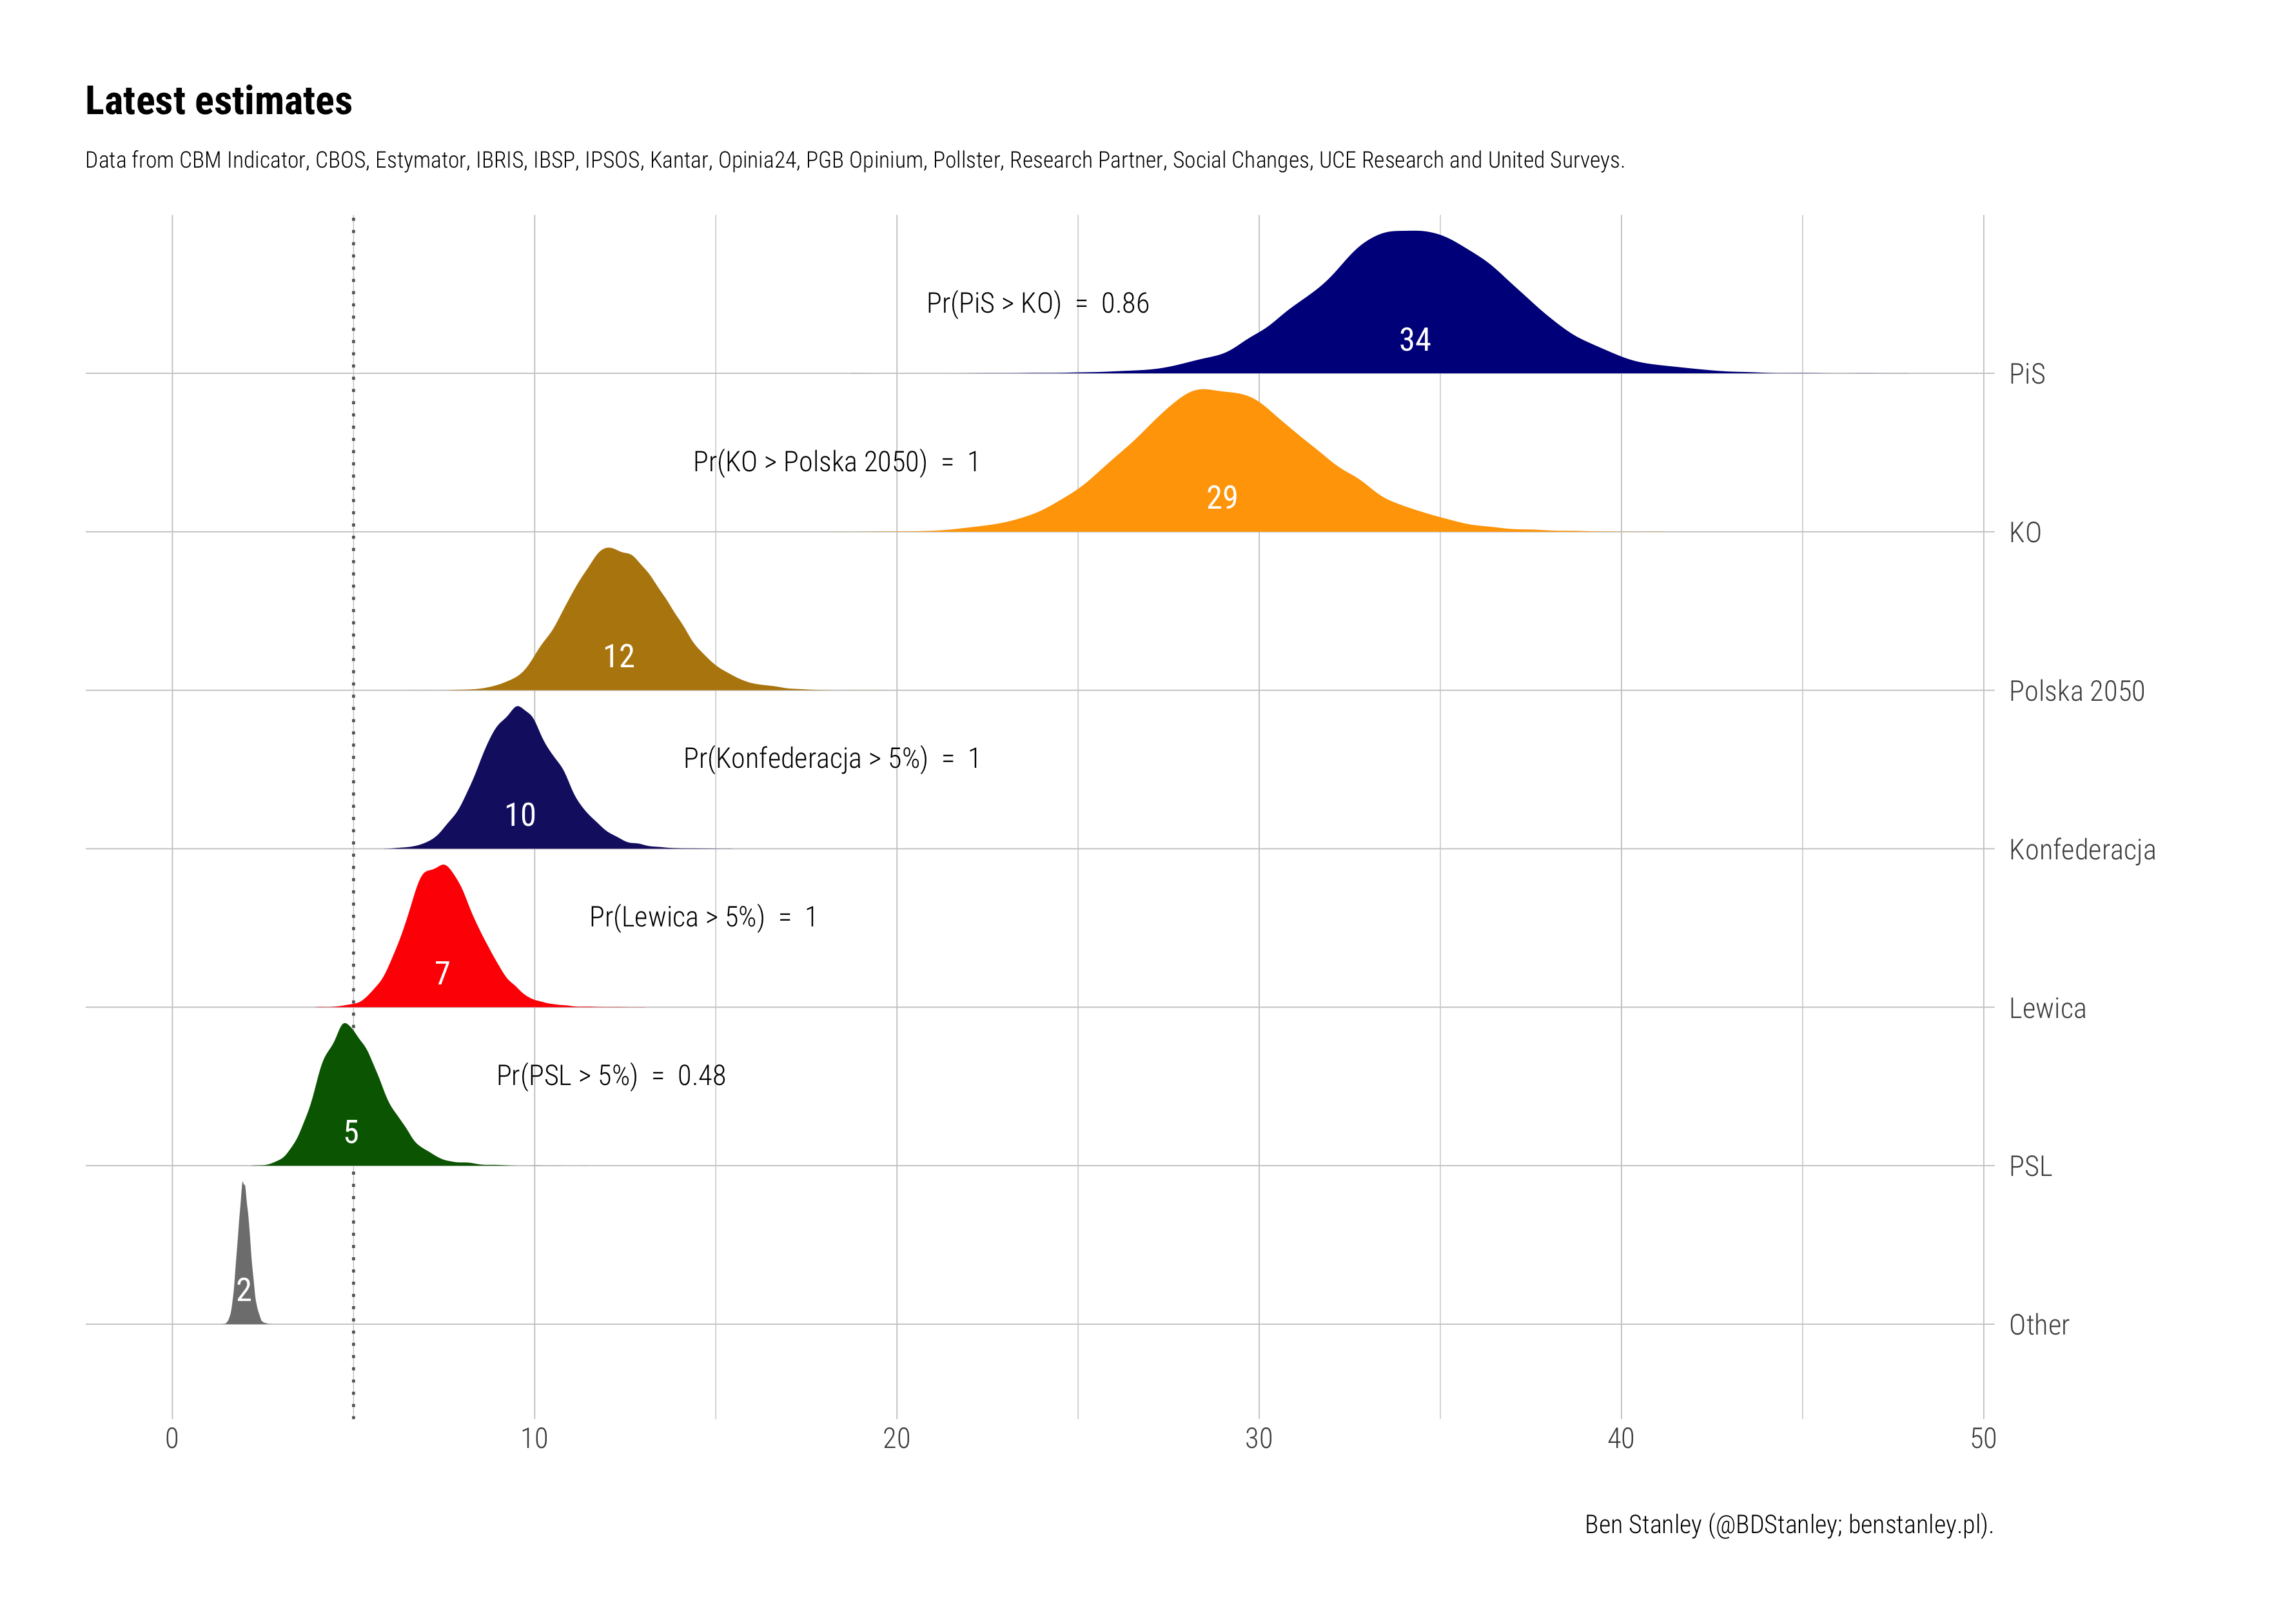 Latest estimates
Data from CBM Indicator, CBOS, Estymator, IBRIS, IBSP, IPSOS, Kantar, Opinia24, PGB Opinium, Pollster, Research Partner, Social Changes, UCE Research and United Surveys.
Pr(PiS > KO) = 0.86
34
PiS
Pr(KO > Polska 2050) = 1
29
KO
12
Polska 2050
Pr(Konfederacja > 5%) = 1
10
Konfederacja
Pr(Lewica > 5%) = 1
7
Lewica
Pr(PSL > 5%) = 0.48
5
PSL
2
Other
0 10 20 30 40 50
Ben Stanley (@BDStanley; benstanley.pl).